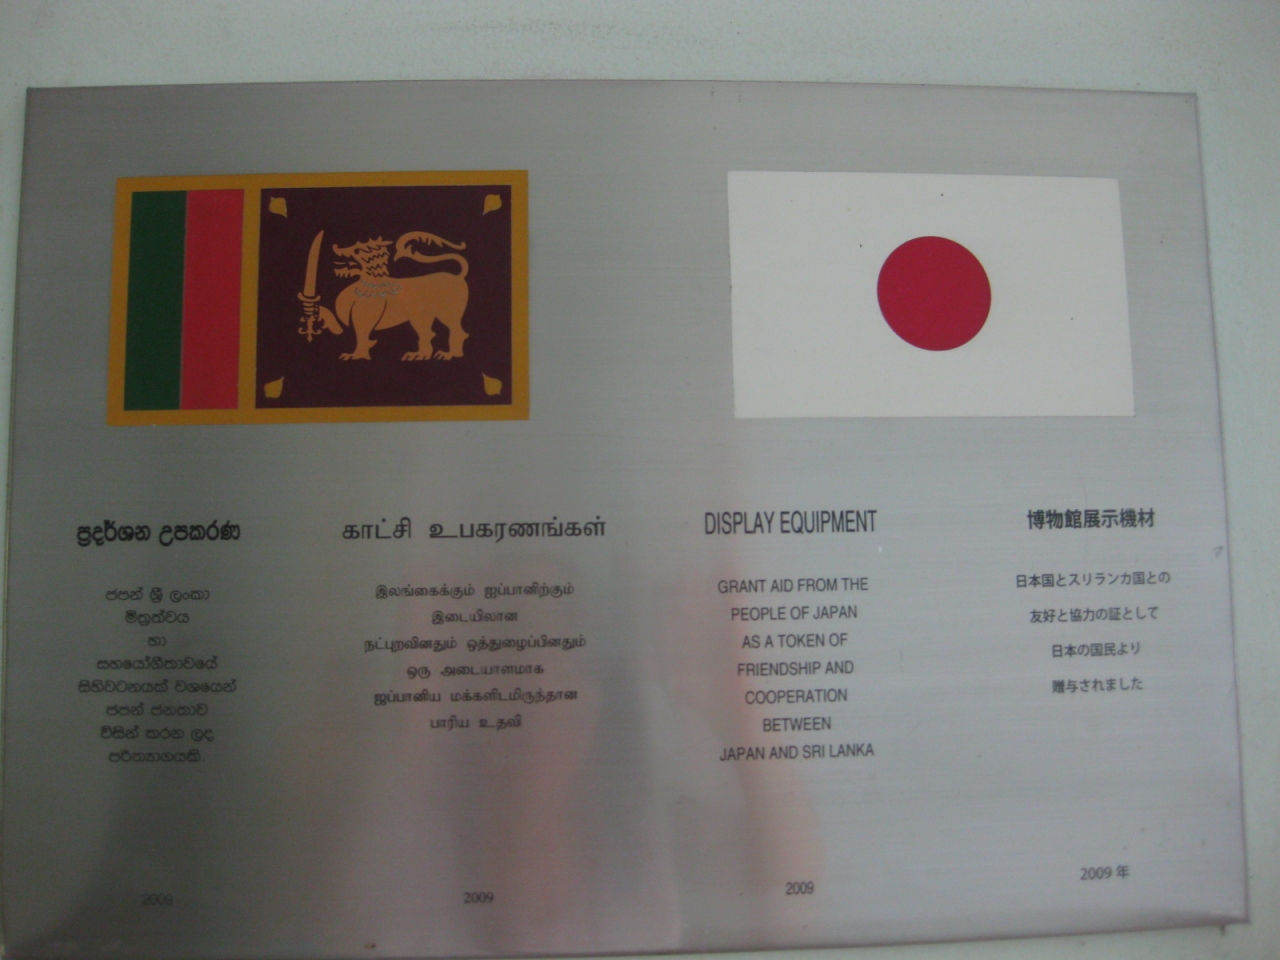 ප්‍රදර්ශන උපකරණ
ජපන් ශ්‍රී ලංකා
මිත්‍රත්වය
හා
සහයෝගීතාවයේ
සිහිවටනයක් වශයෙන්
ජපන් ජනතාව
විසින් කරන ලද
පරිත්‍යාගයකි.
2009
காட்சி உபகரணங்கள்
இலங்கைக்கும் ஐப்பானிற்கும்
இடையிலான
நட்புறவினதும் ஒத்துழைப்பினதும்
ஒரு அடையாளமாக
ஜப்பானிய மக்களிடமிருந்தான
பாரிய உதவி
2009
DISPLAY EQUIPMENT
GRANT AID FROM THE
PEOPLE OF JAPAN
AS A TOKEN OF
FRIENDSHIP AND
COOPERATION
BETWEEN
JAPAN AND SRI LANKA
2009
博物館展示機材
日本国とスリランカ国との
友好と協力の証として
日本の国民より
贈与されました
2009 年